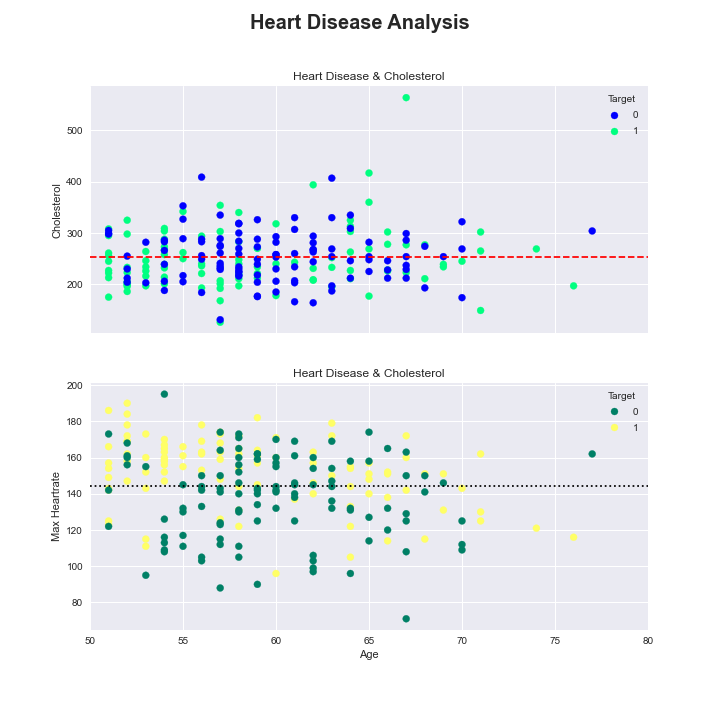 Heart Disease Analysis
Heart Disease & Cholesterol
Target
0
1
Cholesterol
500
400
300
200
Heart Disease & Cholesterol
Target
0
1
Max Heartrate
200
180
160
140
120
100
80
50 55 60 65 70 75 80
Age